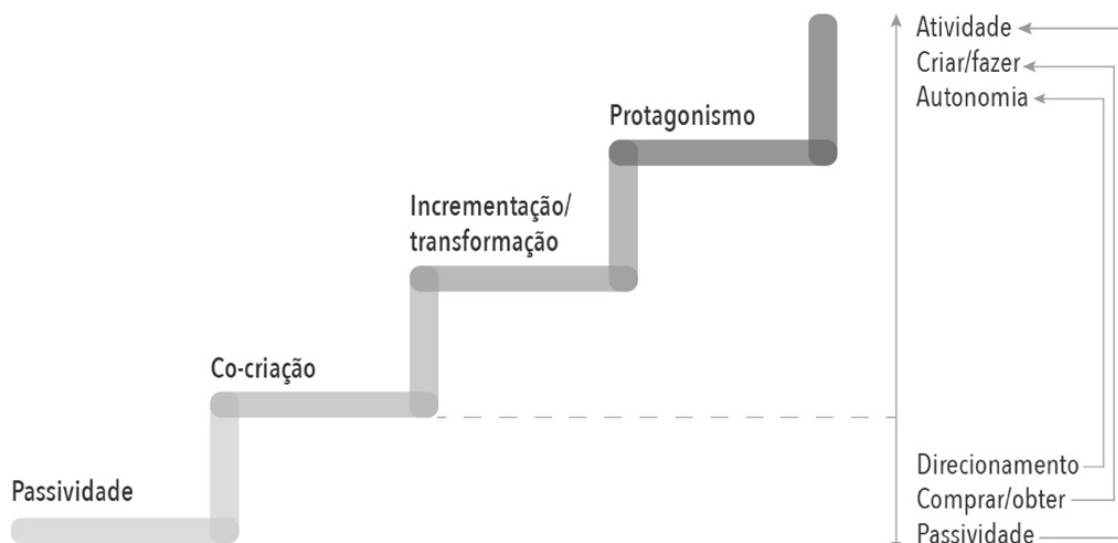 Atividade
Criar/fazer
Autonomia
Protagonismo
Incrementação/
transformação
Co-criação
Passividade
Direcionamento
Comprar/obter
Passividade